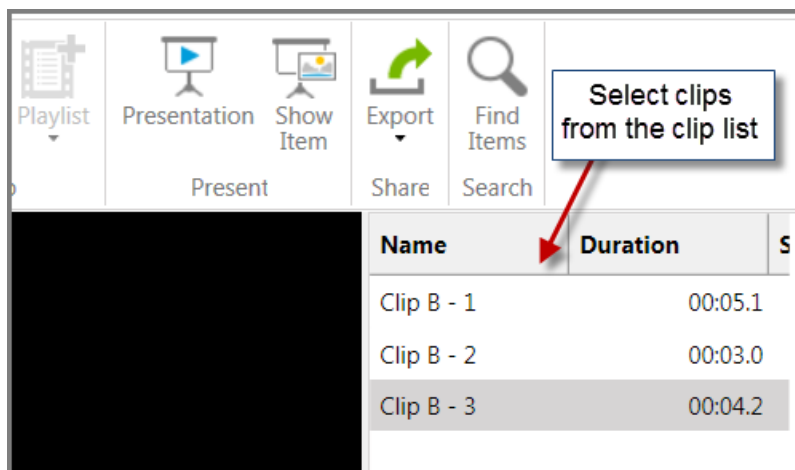 Select clips
from the clip list
Playlist
Presentation
Show
Item
Export
Find
Items
Present
Share
Search
Name Duration S
Clip B - 1 00:05.1
Clip B - 2 00:03.0
Clip B - 3 00:04.2